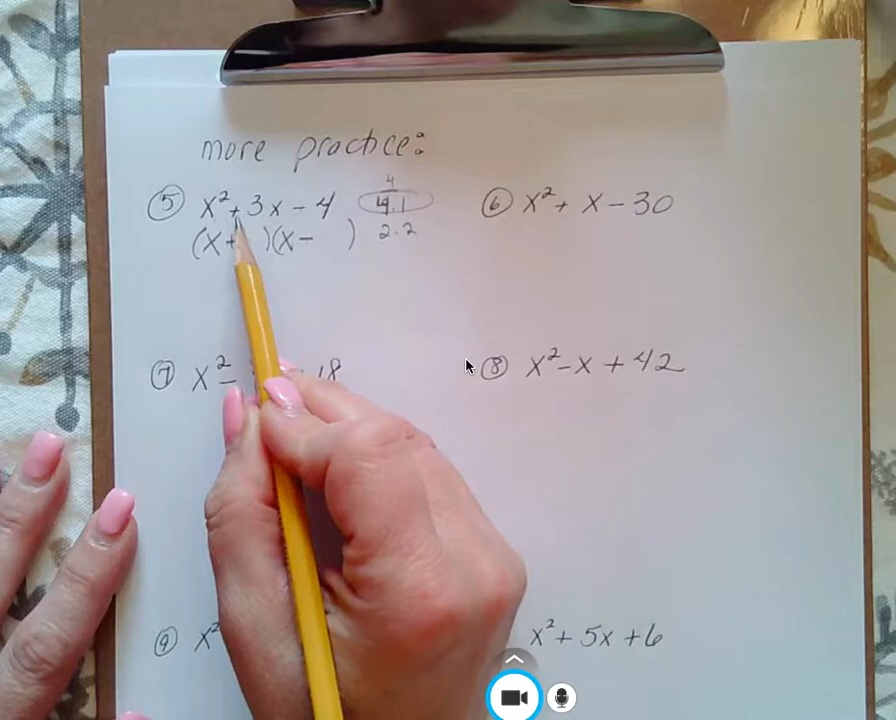 more practice:
4
⑤ x² + 3x - 4 4.1
(x+ )(x- ) 2.2
⑥ x² + x - 30
⑦ x² - 18
⑧ x² - x + 42
⑨ x²
x² + 5x + 6